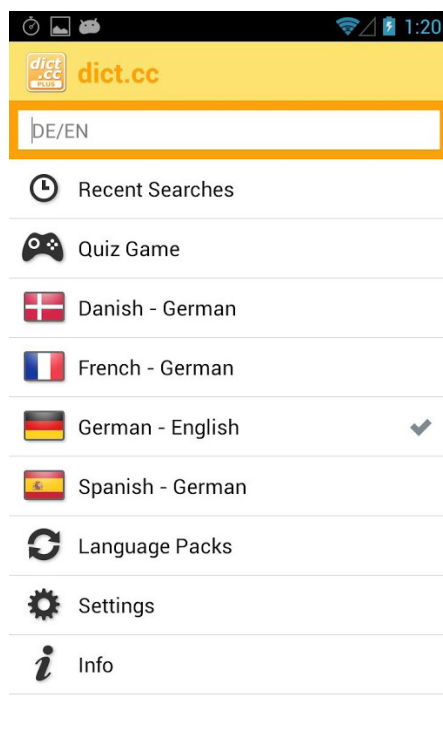 1:20
dict
.cc
PLUS
dict.cc
DE/EN
Recent Searches
Quiz Game
Danish - German
French - German
German - English
Spanish - German
Language Packs
Settings
Info